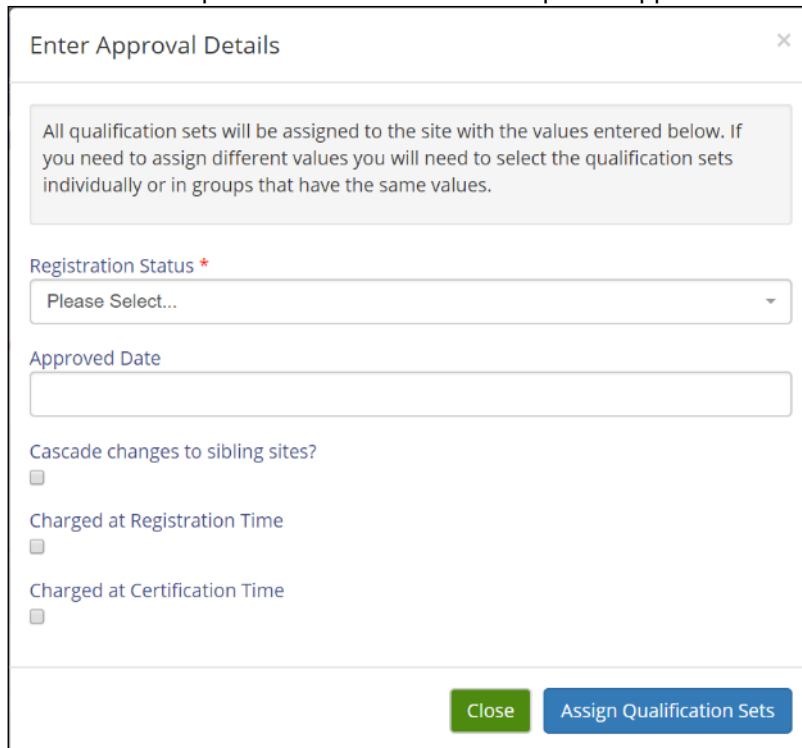 Enter Approval Details
×
All qualification sets will be assigned to the site with the values entered below. If
you need to assign different values you will need to select the qualification sets
individually or in groups that have the same values.
Registration Status *
Please Select...
Approved Date
Cascade changes to sibling sites?
Charged at Registration Time
Charged at Certification Time
Close
Assign Qualification Sets